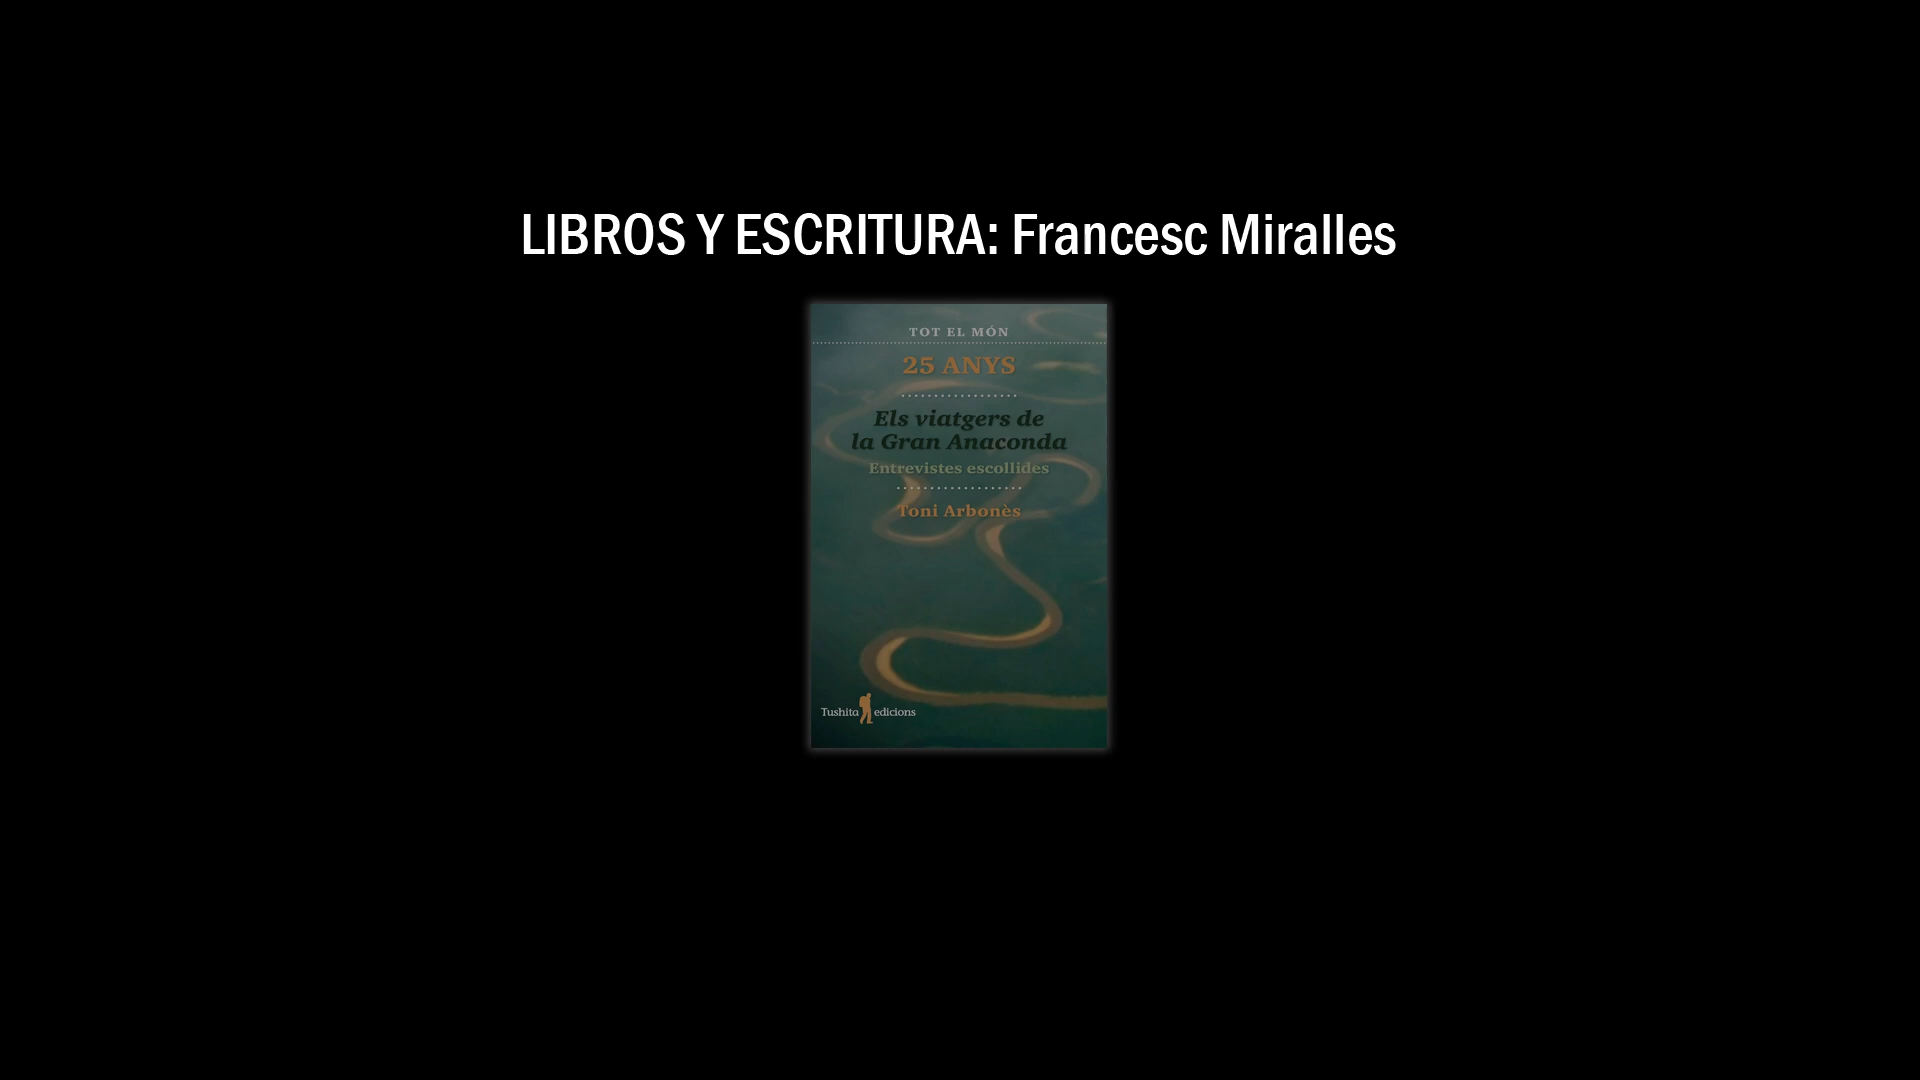 LIBROS Y ESCRITURA: Francesc Miralles
TOT EL MÓN
25 ANYS
Els viatgers de
la Gran Anaconda
Entrevistes escollides
Toni Arbonès
Tushita edicions